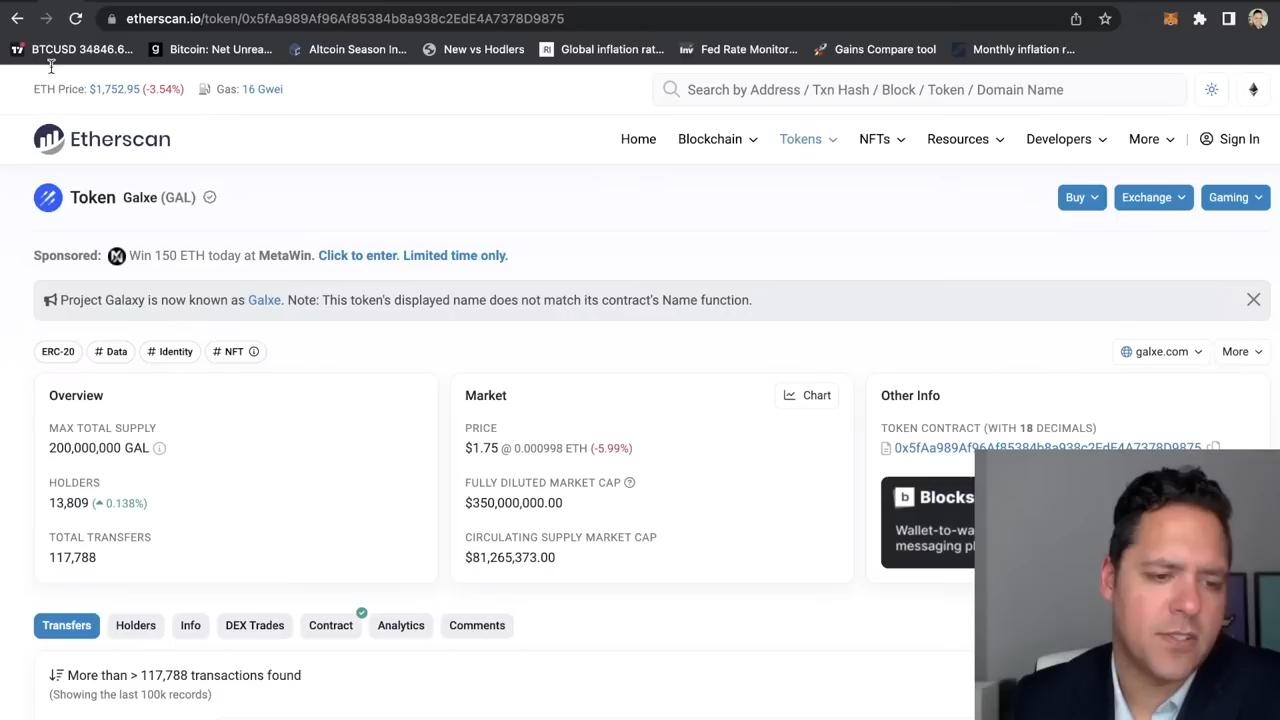 etherscan.io/token/0x5fAa989Af96Af85384b8a938c2EdE4A7378D9875
BTCUSD 34846.6... Bitcoin: Net Unrea... Altcoin Season In... New vs Hodlers RI Global inflation rat... Inv Fed Rate Monitor... Gains Compare tool Monthly inflation r...
ETH Price: $1,752.95 (-3.54%) Gas: 16 Gwei
Search by Address / Txn Hash / Block / Token / Domain Name
Etherscan
Home Blockchain Tokens NFTs Resources Developers More Sign In
Token Galxe (GAL)
Buy Exchange Gaming
Sponsored: Win 150 ETH today at MetaWin. Click to enter. Limited time only.
Project Galaxy is now known as Galxe. Note: This token's displayed name does not match its contract's Name function.
ERC-20 # Data # Identity # NFT
galxe.com More
Overview
MAX TOTAL SUPPLY
200,000,000 GAL
HOLDERS
13,809 (0.138%)
TOTAL TRANSFERS
117,788
Market
Chart
PRICE
$1.75 @ 0.000998 ETH (-5.99%)
FULLY DILUTED MARKET CAP
$350,000,000.00
CIRCULATING SUPPLY MARKET CAP
$81,265,373.00
Other Info
TOKEN CONTRACT (WITH 18 DECIMALS)
0x5fAa989Af96Af85384b8a938c2EdE4A7378D9875
b Blocks
Wallet-to-wa
messaging pl
Transfers Holders Info DEX Trades Contract Analytics Comments
More than > 117,788 transactions found
(Showing the last 100k records)